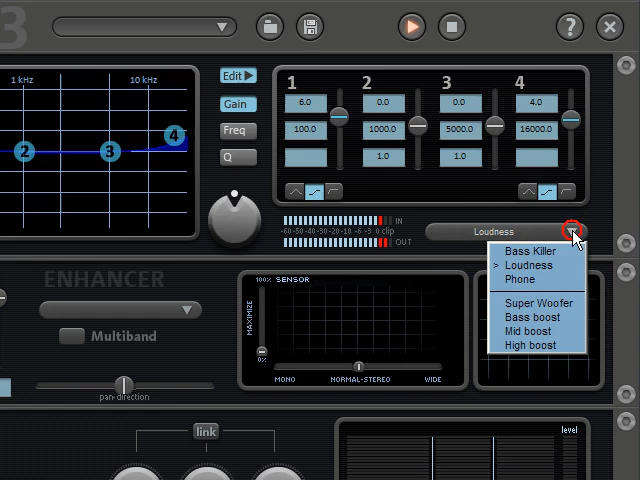 3
?
1 kHz 10 kHz
Edit
Gain
Freq
Q
1 2 3 4
6.0 0.0 0.0 4.0
100.0 1000.0 5000.0 16000.0
1.0 1.0
2 3 4
IN
-60-50-40-30-20-10 -6 -3 0 clip
OUT
Loudness
Bass Killer
> Loudness
Phone
Super Woofer
Bass boost
Mid boost
High boost
ENHANCER
Multiband
pan-direction
100% SENSOR
MAXIMIZE
0%
MONO NORMAL-STEREO WIDE
link
level